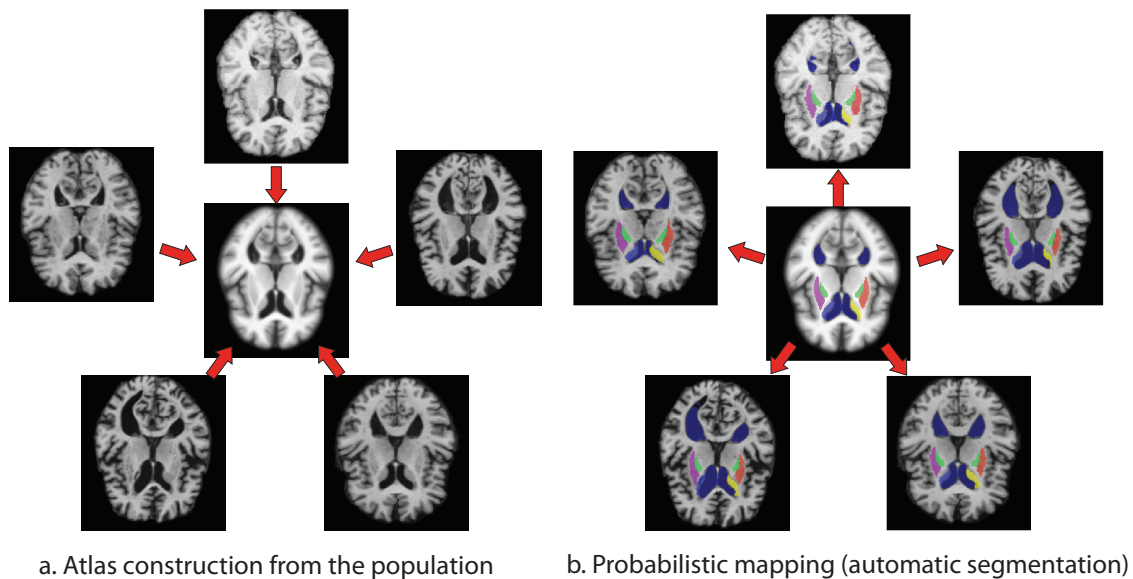 a. Atlas construction from the population
b. Probabilistic mapping (automatic segmentation)